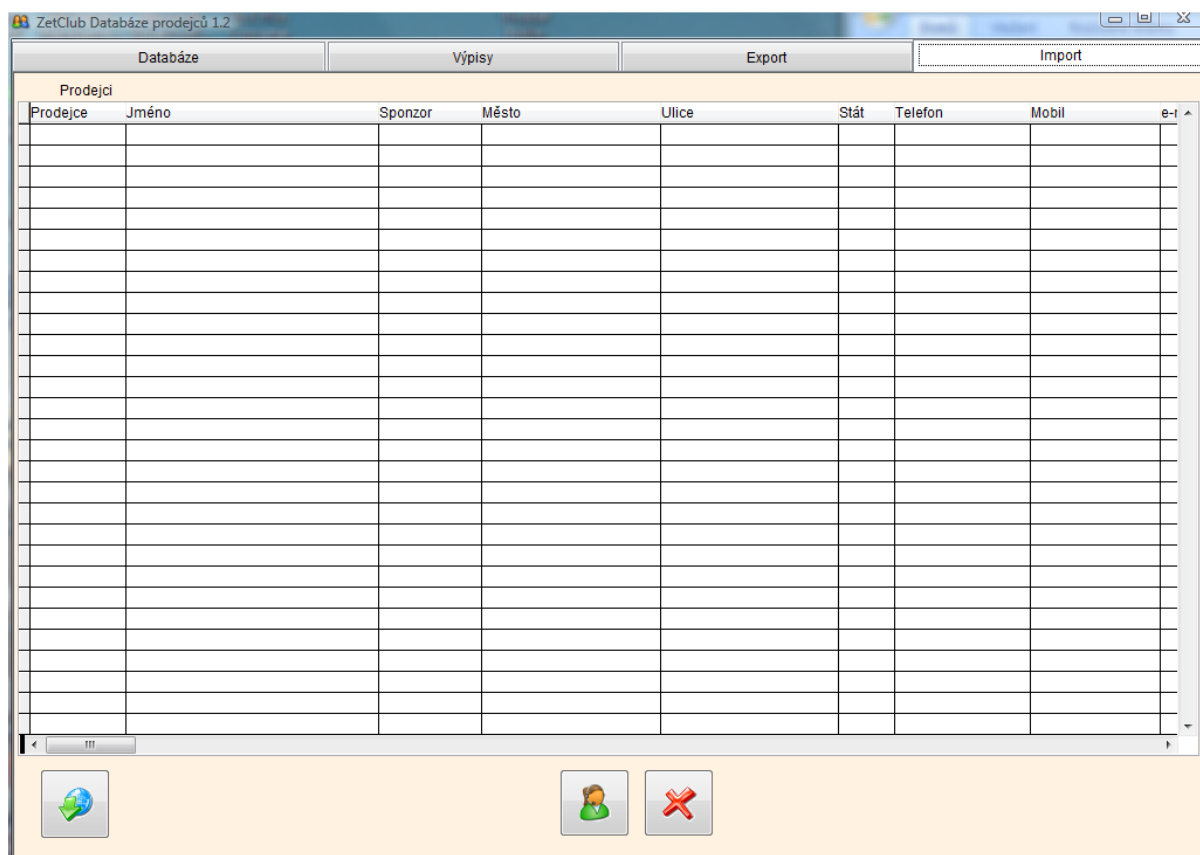 ZetClub Databáze prodejců 1.2
Databáze Výpisy Export Import
Prodejci
Prodejce Jméno Sponzor Město Ulice Stát Telefon Mobil